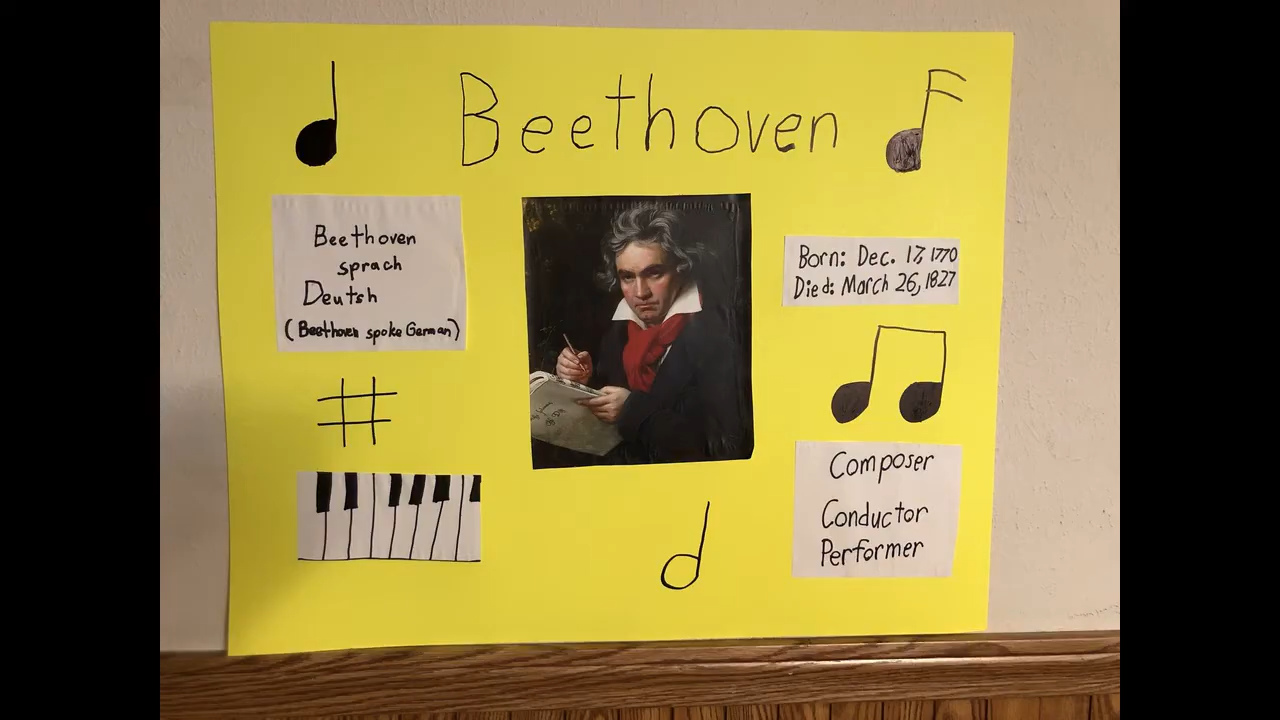 Beethoven
Beethoven
sprach
Deutsh
(Beethoven spoke German)
Born: Dec. 17, 1770
Died: March 26, 1827
Composer
Conductor
Performer